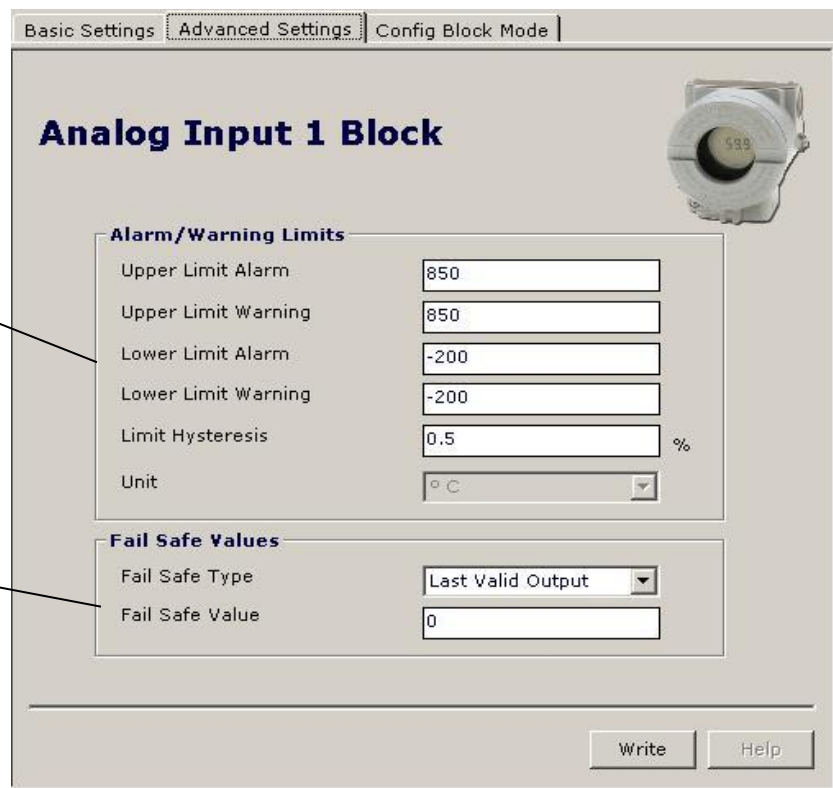 Basic Settings Advanced Settings Config Block Mode
Analog Input 1 Block
599
Alarm/Warning Limits
Upper Limit Alarm 850
Upper Limit Warning 850
Lower Limit Alarm -200
Lower Limit Warning -200
Limit Hysteresis 0.5 %
Unit ° C
Fail Safe Values
Fail Safe Type Last Valid Output
Fail Safe Value 0
Write Help